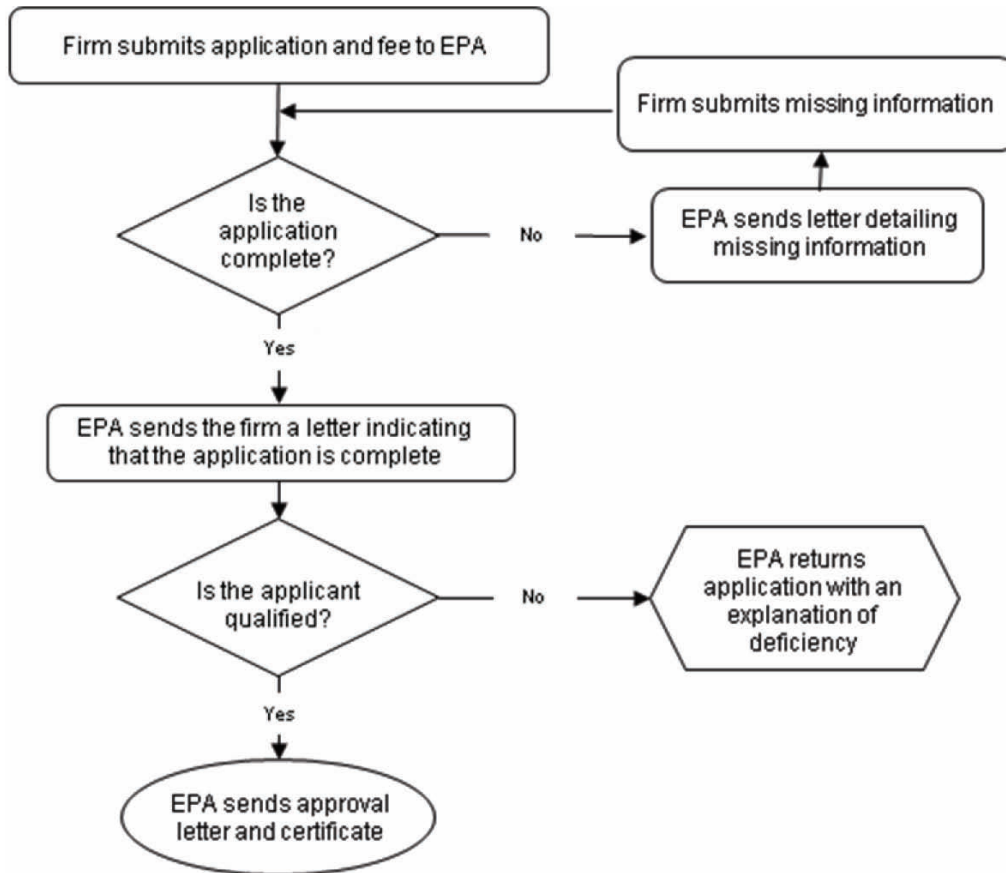 Firm submits application and fee to EPA
Firm submits missing information
Is the
application
complete?
No
EPA sends letter detailing
missing information
Yes
EPA sends the firm a letter indicating
that the application is complete
Is the applicant
qualified?
No
EPA returns
application with an
explanation of
deficiency
Yes
EPA sends approval
letter and certificate